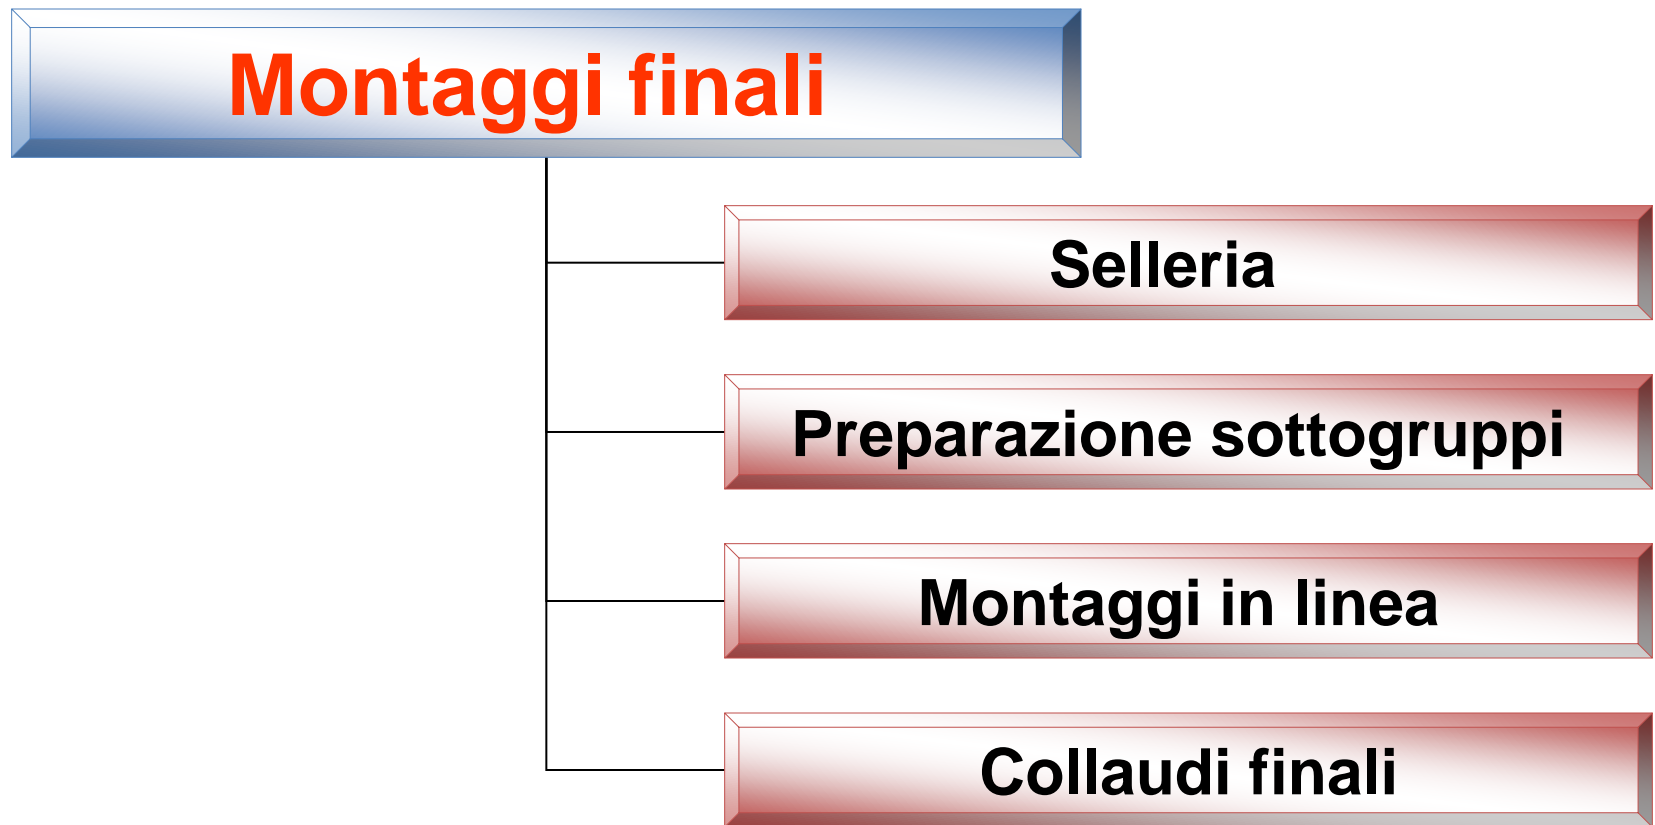 Montaggi finali
Selleria
Preparazione sottogruppi
Montaggi in linea
Collaudi finali